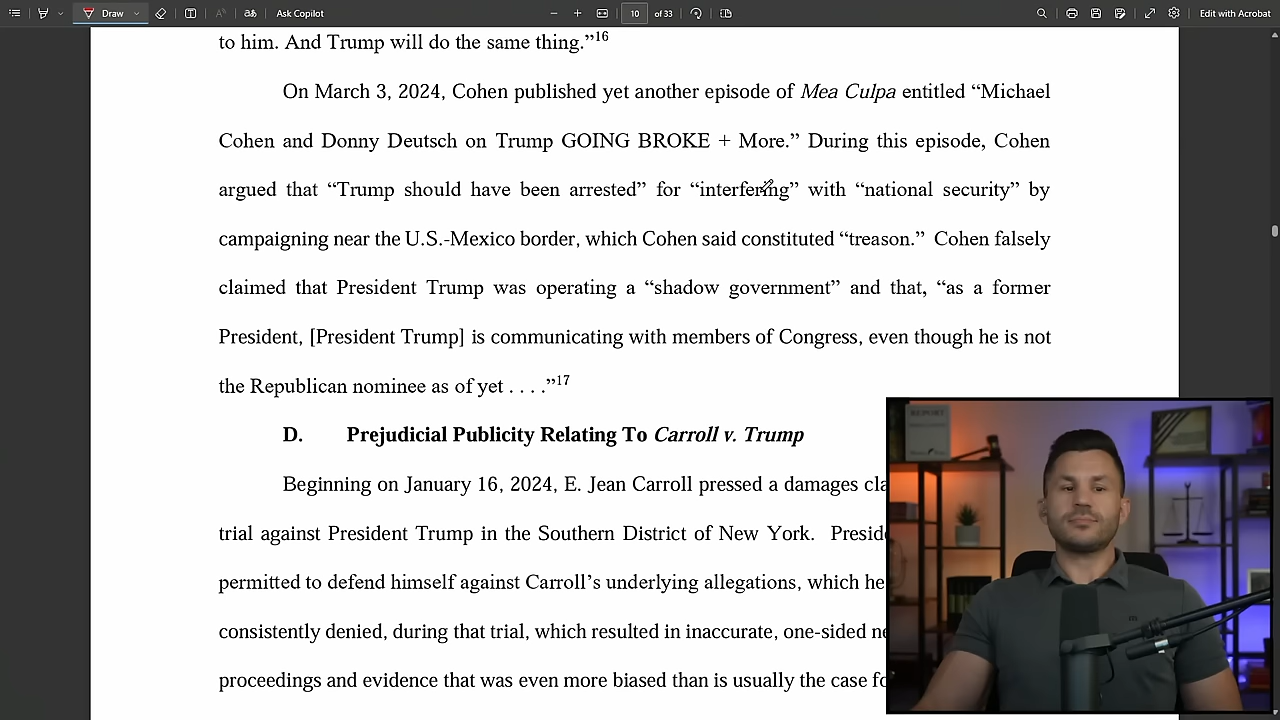 Draw
Ask Copilot
10 of 33
Edit with Acrobat
to him. And Trump will do the same thing.”16
On March 3, 2024, Cohen published yet another episode of Mea Culpa entitled “Michael
Cohen and Donny Deutsch on Trump GOING BROKE + More.” During this episode, Cohen
argued that “Trump should have been arrested” for “interfering” with “national security” by
campaigning near the U.S.-Mexico border, which Cohen said constituted “treason.” Cohen falsely
claimed that President Trump was operating a “shadow government” and that, “as a former
President, [President Trump] is communicating with members of Congress, even though he is not
the Republican nominee as of yet . . . .”17
D. Prejudicial Publicity Relating To Carroll v. Trump
Beginning on January 16, 2024, E. Jean Carroll pressed a damages cla
trial against President Trump in the Southern District of New York. Presid
permitted to defend himself against Carroll’s underlying allegations, which he
consistently denied, during that trial, which resulted in inaccurate, one-sided ne
proceedings and evidence that was even more biased than is usually the case fo